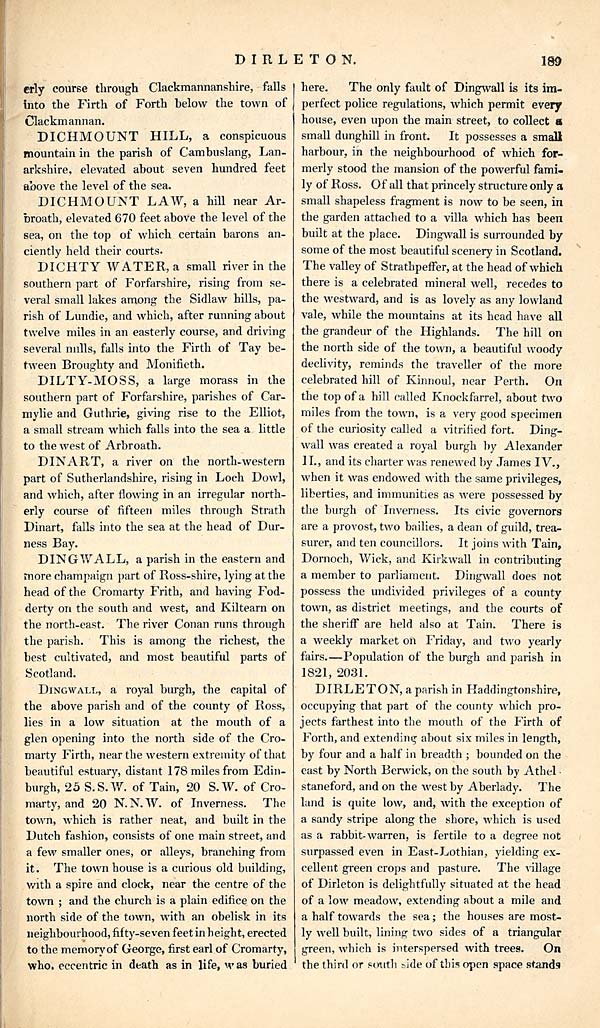 DIRLETON.
189
erly course through Clackmannanshire, falls
into the Firth of Forth below the town of
Clackmannan.
DICHMOUNT HILL, a conspicuous
mountain in the parish of Cambuslang, Lan-
arkshire, elevated about seven hundred feet
above the level of the sea.
DICHMOUNT LAW, a hill near Ar-
broath, elevated 670 feet above the level of the
sea, on the top of which certain barons an-
ciently held their courts.
DICHTY WATER, a small river in the
southern part of Forfarshire, rising from se-
veral small lakes among the Sidlaw hills, pa-
rish of Lundie, and which, after running about
twelve miles in an easterly course, and driving
several mills, falls into the Firth of Tay be-
tween Broughty and Monifieth.
DILTY-MOSS, a large morass in the
southern part of Forfarshire, parishes of Car-
mylie and Guthrie, giving rise to the Elliot,
a small stream which falls into the sea a little
to the west of Arbroath.
DINART, a river on the north-western
part of Sutherlandshire, rising in Loch Dowl,
and which, after flowing in an irregular north-
erly course of fifteen miles through Strath
Dinart, falls into the sea at the head of Dur-
ness Bay.
DINGWALL, a parish in the eastern and
more champaign part of Ross-shire, lying at the
head of the Cromarty Frith, and having Fod-
derty on the south and west, and Kiltearn on
the north-east. The river Conan runs through
the parish. This is among the richest, the
best cultivated, and most beautiful parts of
Scotland.
DINGWALL, a royal burgh, the capital of
the above parish and of the county of Ross,
lies in a low situation at the mouth of a
glen opening into the north side of the Cro-
marty Firth, near the western extremity of that
beautiful estuary, distant 178 miles from Edin-
burgh, 25 S.S.W. of Tain, 20 S.W. of Cro-
marty, and 20 N.N.W. of Inverness. The
town, which is rather neat, and built in the
Dutch fashion, consists of one main street, and
a few smaller ones, or alleys, branching from
it. The town house is a curious old building,
with a spire and clock, near the centre of the
town ; and the church is a plain edifice on the
north side of the town, with an obelisk in its
neighbourhood, fifty-seven feet in height, erected
to the memory of George, first earl of Cromarty,
who, eccentric in death as in life, was buried
here. The only fault of Dingwall is its im-
perfect police regulations, which permit every
house, even upon the main street, to collect a
small dunghill in front. It possesses a small
harbour, in the neighbourhood of which for-
merly stood the mansion of the powerful fami-
ly of Ross. Of all that princely structure only a
small shapeless fragment is now to be seen, in
the garden attached to a villa which has been
built at the place. Dingwall is surrounded by
some of the most beautiful scenery in Scotland.
The valley of Strathpeffer, at the head of which
there is a celebrated mineral well, recedes to
the westward, and is as lovely as any lowland
vale, while the mountains at its head have all
the grandeur of the Highlands. The hill on
the north side of the town, a beautiful woody
declivity, reminds the traveller of the more
celebrated hill of Kinnoul, near Perth. On
the top of a hill called Knockfarrel, about two
miles from the town, is a very good specimen
of the curiosity called a vitrified fort. Ding-
wall was created a royal burgh by Alexander
II., and its charter was renewed by James IV.,
when it was endowed with the same privileges,
liberties, and immunities as were possessed by
the burgh of Inverness. Its civic governors
are a provost, two bailies, a dean of guild, trea-
surer, and ten councillors. It joins with Tain,
Dornoch, Wick, and Kirkwall in contributing
a member to parliament. Dingwall does not
possess the undivided privileges of a county
town, as district meetings, and the courts of
the sheriff are held also at Tain. There is
a weekly market on Friday, and two yearly
fairs.—Population of the burgh and parish in
1821, 2031.
DIRLETON, a parish in Haddingtonshire,
occupying that part of the county which pro-
jects farthest into the mouth of the Firth of
Forth, and extending about six miles in length,
by four and a half in breadth ; bounded on the
east by North Berwick, on the south by Athel-
staneford, and on the west by Aberlady. The
land is quite low, and, with the exception of
a sandy stripe along the shore, which is used
as a rabbit-warren, is fertile to a degree not
surpassed even in East-Lothian, yielding ex-
cellent green crops and pasture. The village
of Dirleton is delightfully situated at the head
of a low meadow, extending about a mile and
a half towards the sea; the houses are most-
ly well built, lining two sides of a triangular
green, which is interspersed with trees. On
the third or south side of this open space stands